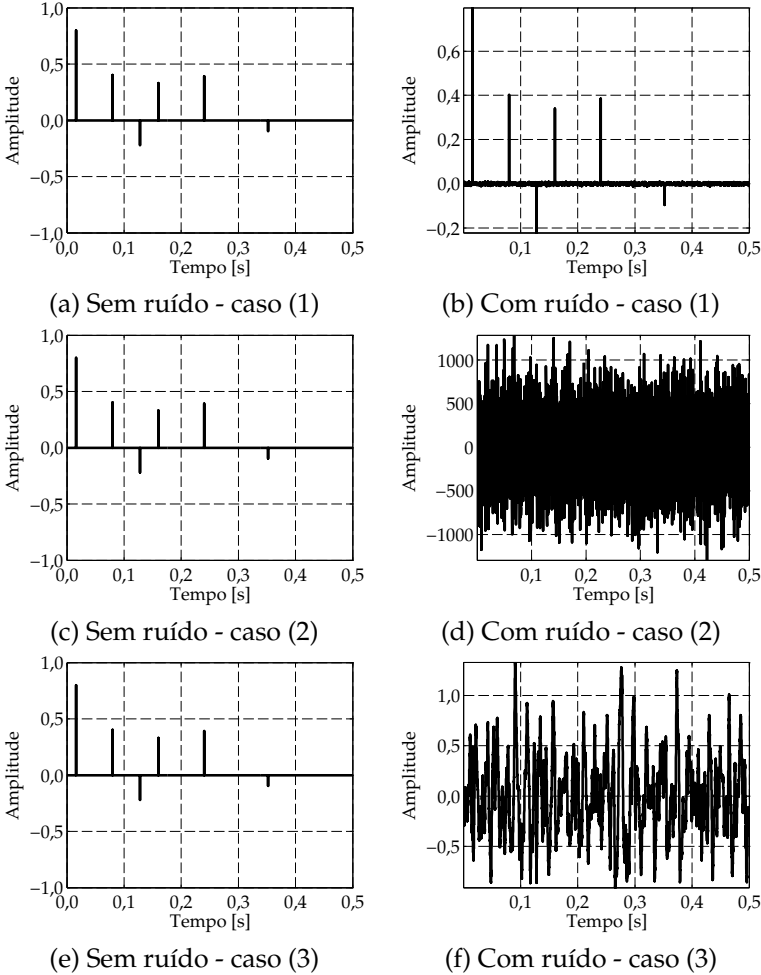 1,0
0,5
0,0
−0,5
−1,0
Amplitude
0,0 0,1 0,2 0,3 0,4 0,5
Tempo [s]
(a) Sem ruído - caso (1)
0,6
0,4
0,2
0,0
−0,2
Amplitude
0,1 0,2 0,3 0,4 0,5
Tempo [s]
(b) Com ruído - caso (1)
1,0
0,5
0,0
−0,5
−1,0
Amplitude
0,0 0,1 0,2 0,3 0,4 0,5
Tempo [s]
(c) Sem ruído - caso (2)
1000
500
0
−500
−1000
Amplitude
0,1 0,2 0,3 0,4 0,5
Tempo [s]
(d) Com ruído - caso (2)
1,0
0,5
0,0
−0,5
−1,0
Amplitude
0,0 0,1 0,2 0,3 0,4 0,5
Tempo [s]
(e) Sem ruído - caso (3)
1,0
0,5
0,0
−0,5
Amplitude
0,1 0,2 0,3 0,4 0,5
Tempo [s]
(f) Com ruído - caso (3)